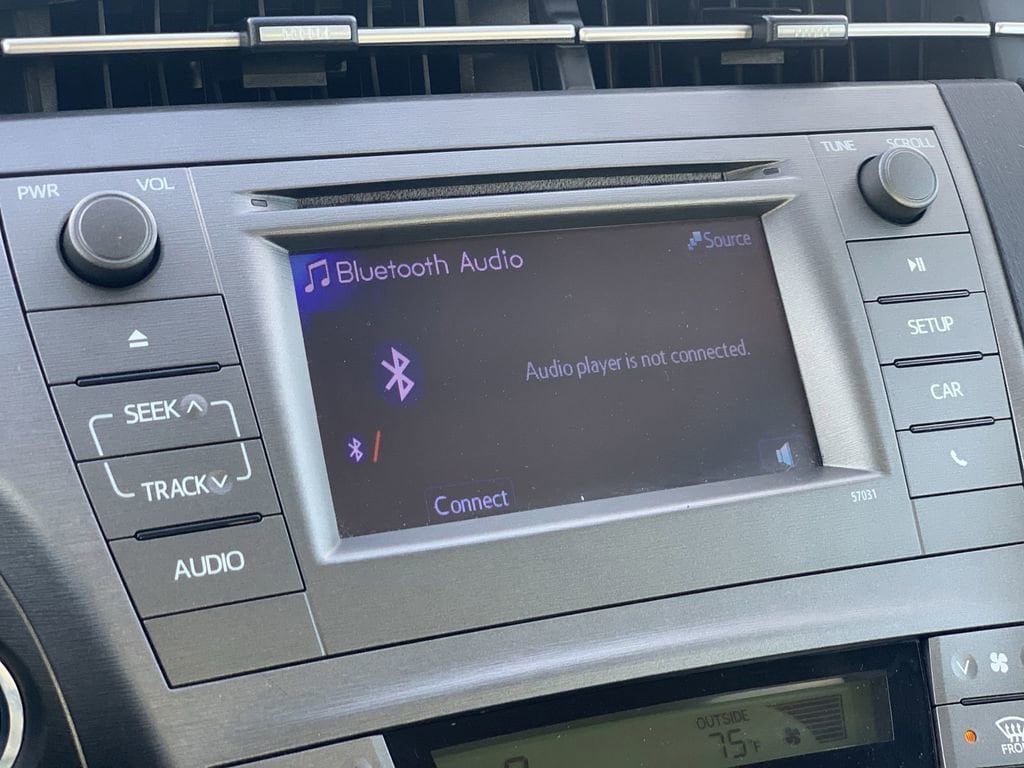 PWR
VOL
TUNE
SCROLL
Bluetooth Audio
Source
SEEK
TRACK
Audio player is not connected.
Connect
AUDIO
SETUP
CAR
57031
OUTSIDE
75°F